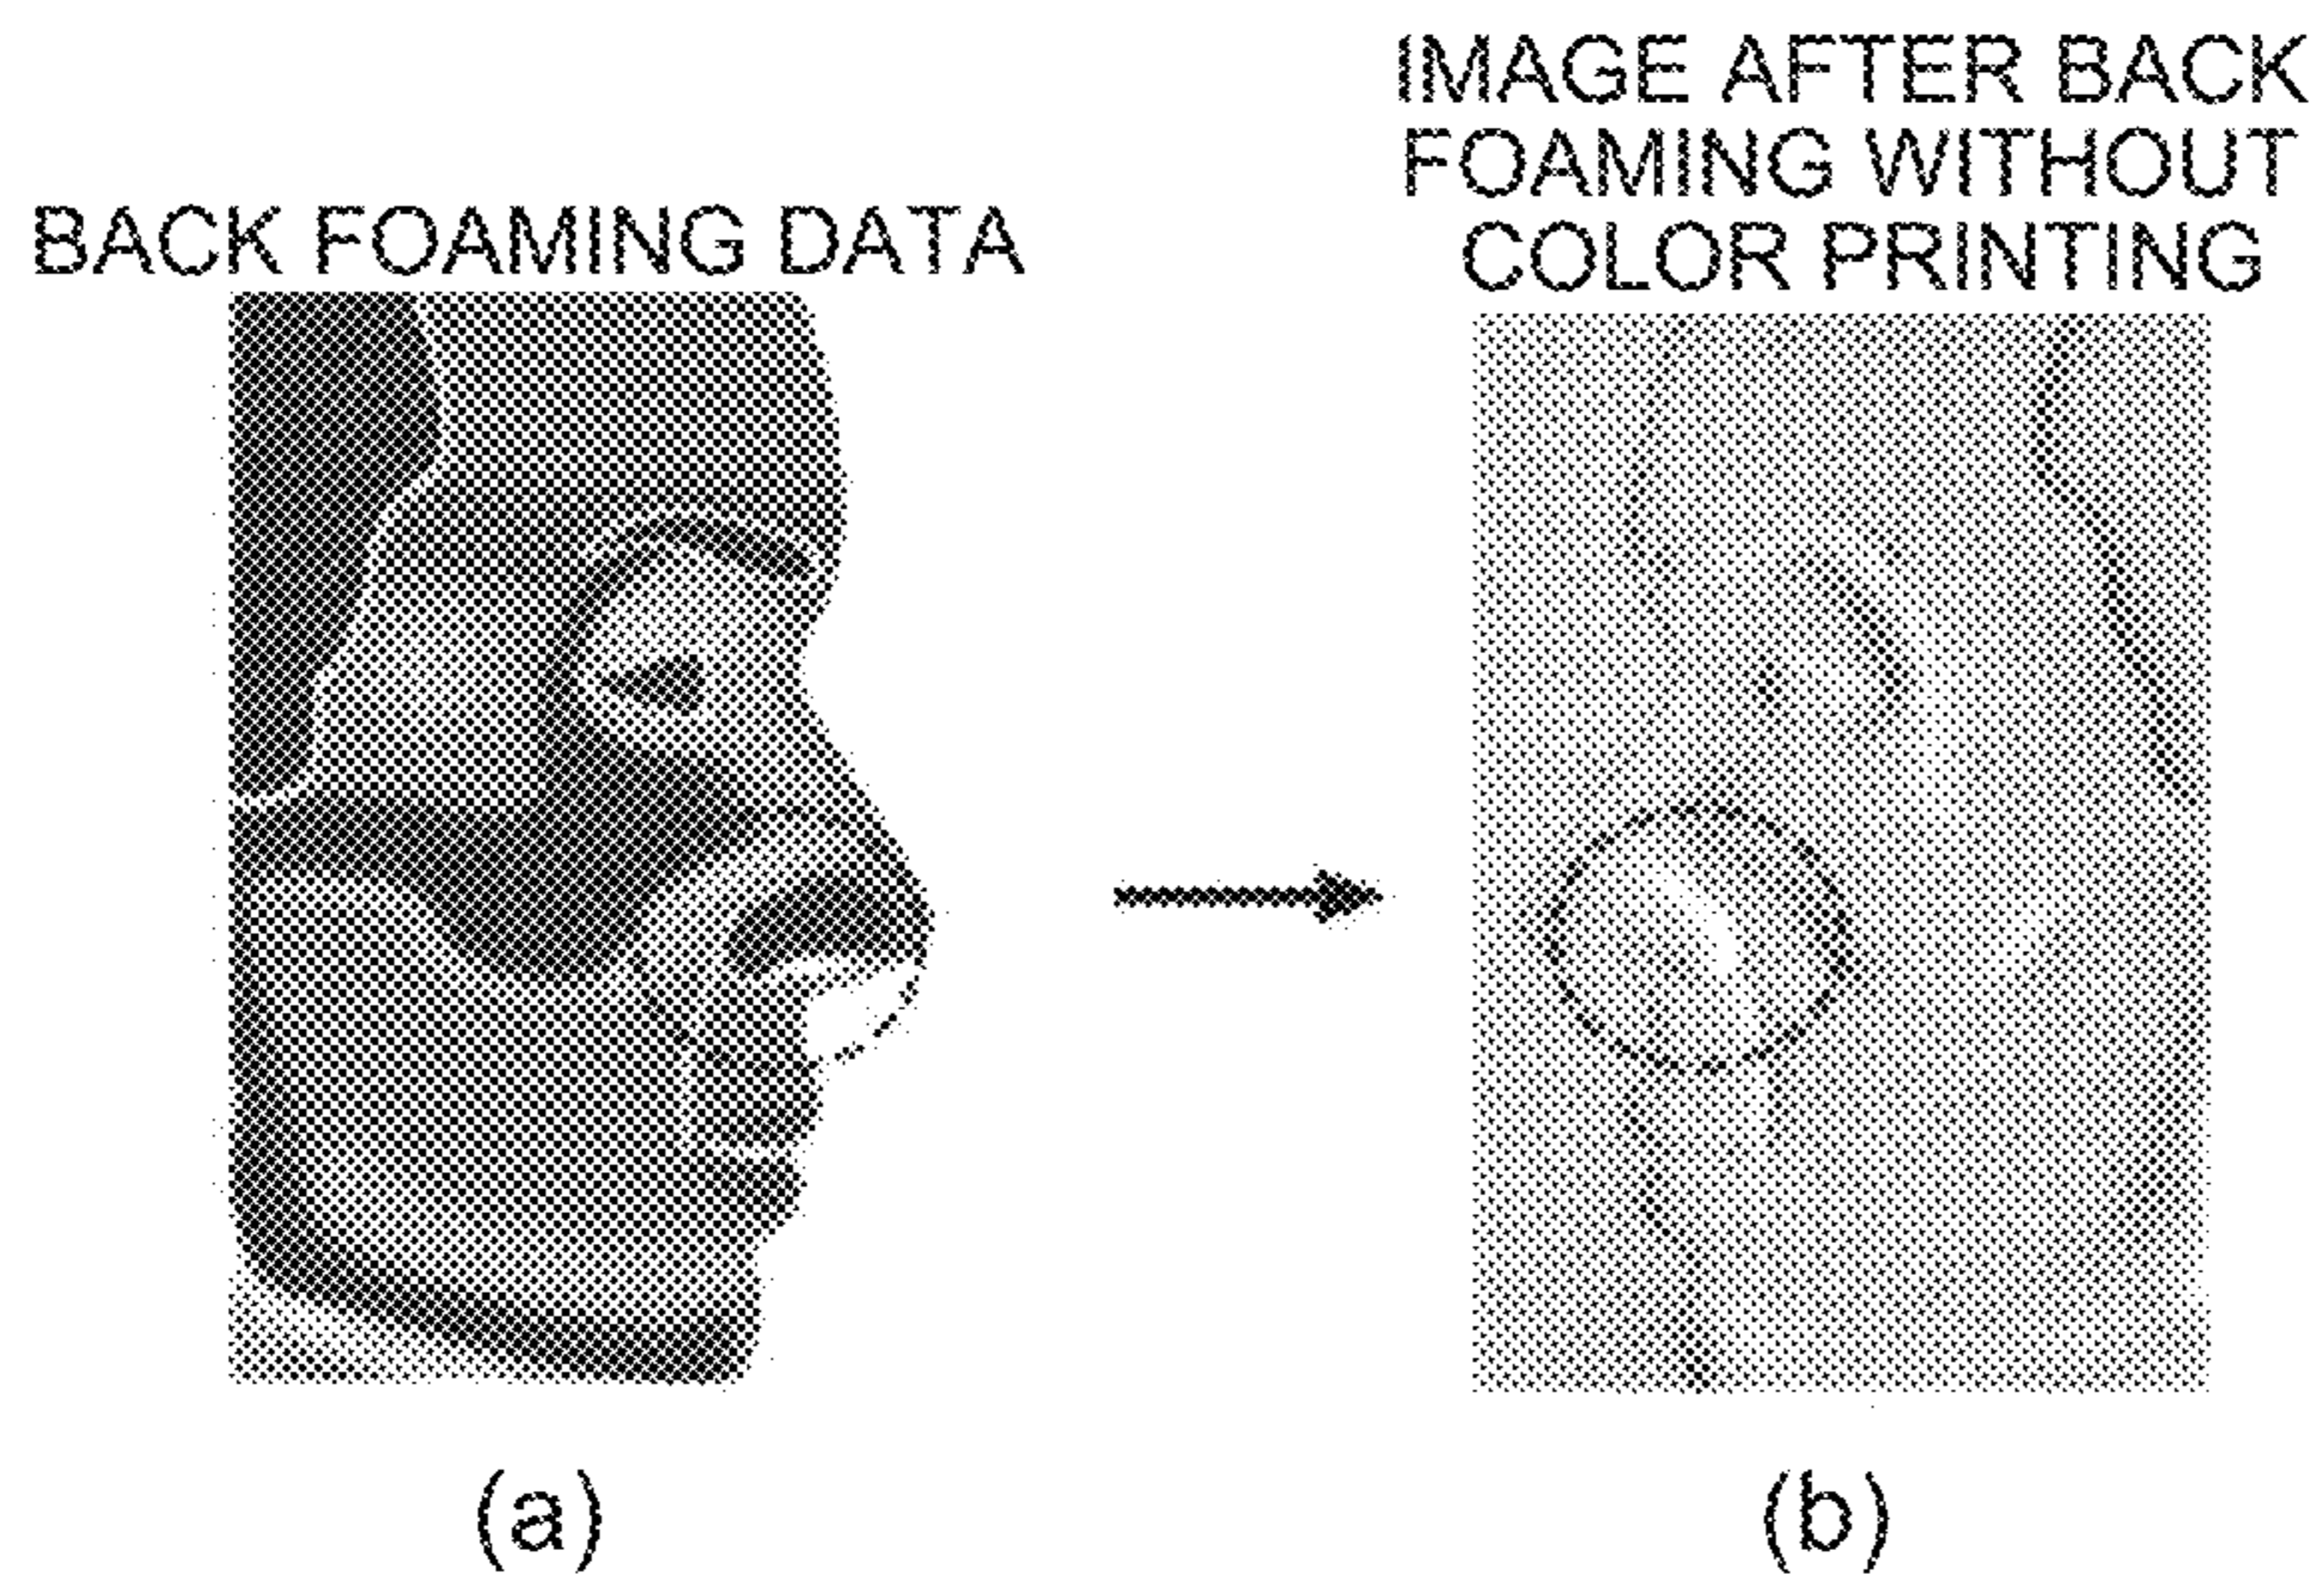 BACK FOAMING DATA
IMAGE AFTER BACK
FOAMING WITHOUT
COLOR PRINTING
(a)
(b)